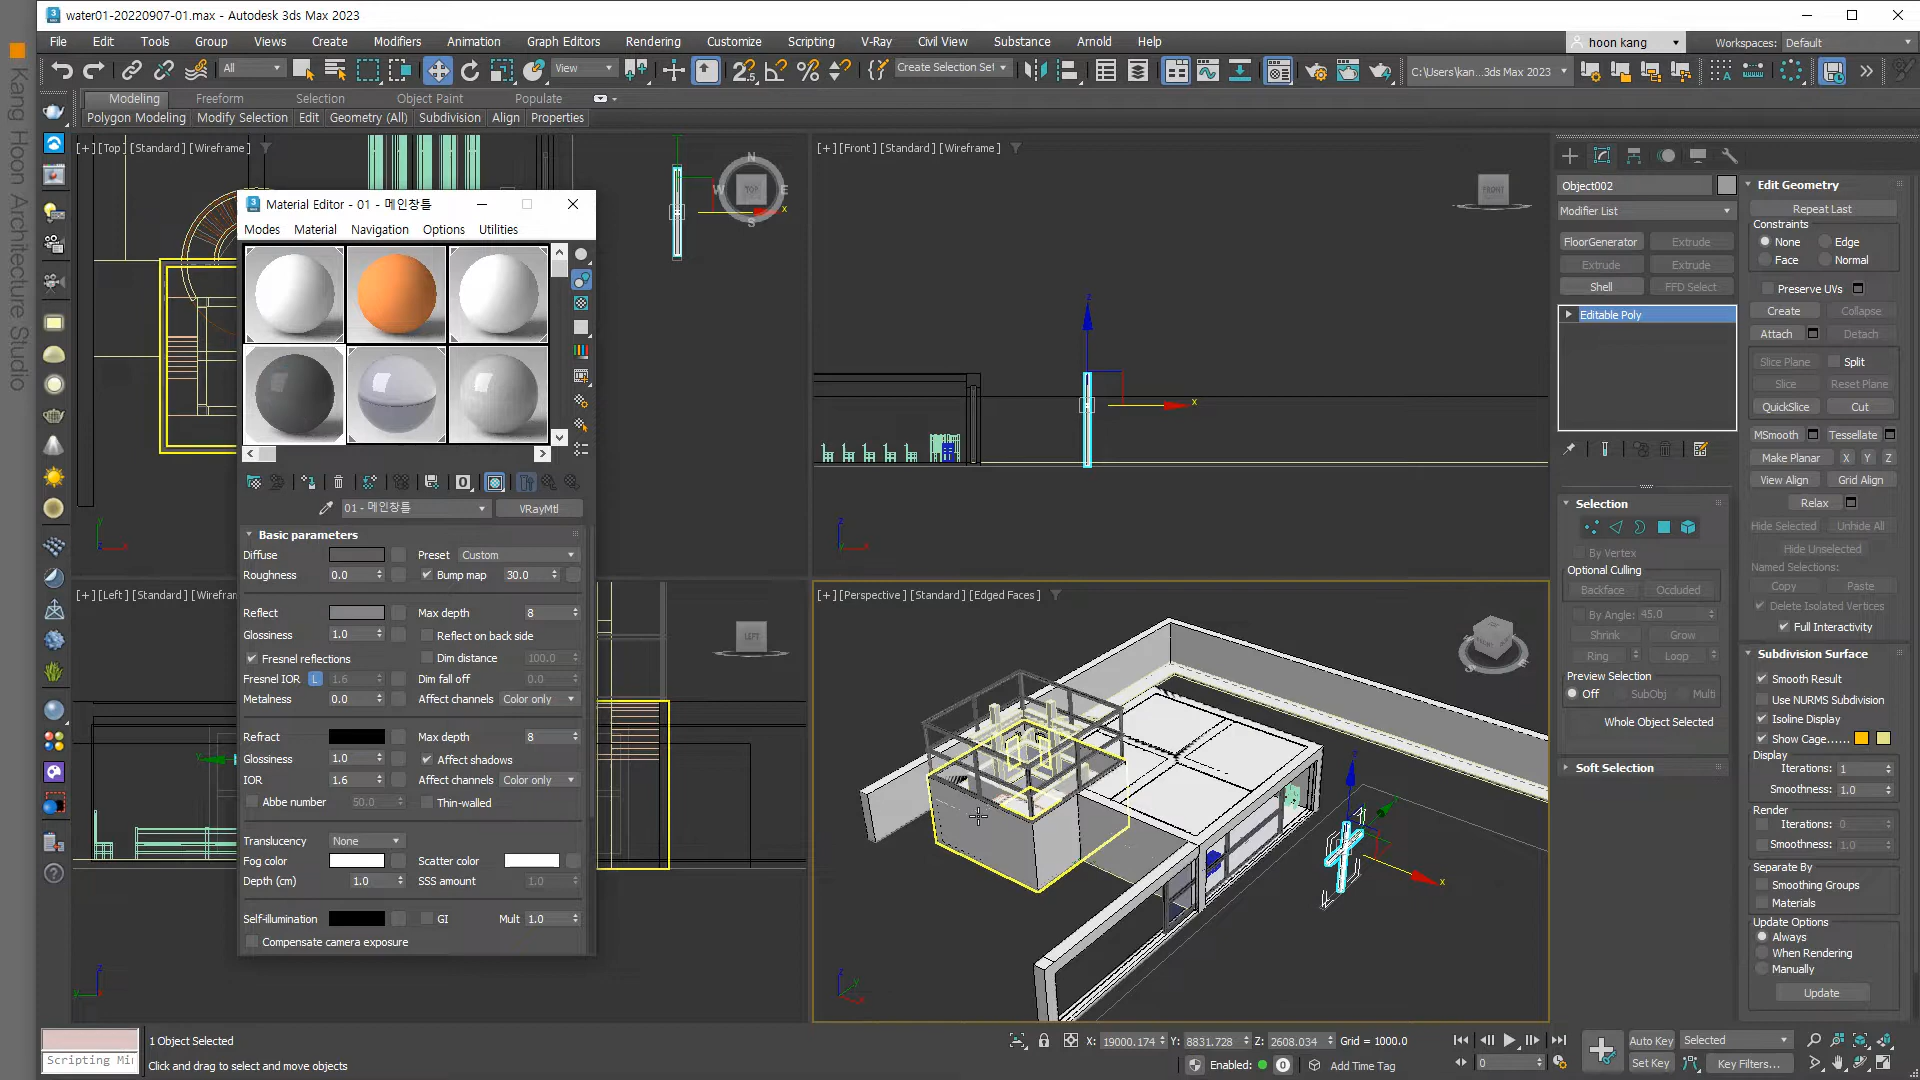 water01-20220907-01.max - Autodesk 3ds Max 2023
Kang Hoon Architecture Studio
File Edit Tools Group Views Create Modifiers Animation Graph Editors Rendering Customize Scripting V-Ray Civil View Substance Arnold Help
hoon kang Workspaces: Default
All View Create Selection Set C:\Users\kan...3ds Max 2023
Modeling Freeform Selection Object Paint Populate
Polygon Modeling Modify Selection Edit Geometry (All) Subdivision Align Properties
[+] [Top] [Standard] [Wireframe]
N
W TOP E
S
x
[+] [Front] [Standard] [Wireframe]
FRONT
z
x
[+] [Left] [Standard] [Wirefram
LEFT
[+] [Perspective] [Standard] [Edged Faces]
S E
x
Material Editor - 01 - 메인창틀
Modes Material Navigation Options Utilities
01 - 메인창틀 VRayMtl
Basic parameters
Diffuse Preset Custom
Roughness 0.0 Bump map 30.0
Reflect Max depth 8
Glossiness 1.0 Reflect on back side
Fresnel reflections Dim distance 100.0
Fresnel IOR L 1.6 Dim fall off 0.0
Metalness 0.0 Affect channels Color only
Refract Max depth 8
Glossiness 1.0 Affect shadows
IOR 1.6 Affect channels Color only
Abbe number 50.0 Thin-walled
Translucency None
Fog color Scatter color
Depth (cm) 1.0 SSS amount 1.0
Self-illumination GI Mult 1.0
Compensate camera exposure
Object002
Modifier List
FloorGenerator Extrude
Extrude Extrude
Shell FFD Select
Editable Poly
Selection
By Vertex
Optional Culling
Backface Occluded
By Angle: 45.0
Shrink Grow
Ring Loop
Preview Selection
Off SubObj Multi
Whole Object Selected
Soft Selection
Edit Geometry
Repeat Last
Constraints
None Edge
Face Normal
Preserve UVs
Create Collapse
Attach Detach
Slice Plane Split
Slice Reset Plane
QuickSlice Cut
MSmooth Tessellate
Make Planar X Y Z
View Align Grid Align
Relax
Hide Selected Unhide All
Hide Unselected
Named Selections:
Copy Paste
Delete Isolated Vertices
Full Interactivity
Subdivision Surface
Smooth Result
Use NURMS Subdivision
Isoline Display
Show Cage......
Display
Iterations: 1
Smoothness: 1.0
Render
Iterations: 0
Smoothness: 1.0
Separate By
Smoothing Groups
Materials
Update Options
Always
When Rendering
Manually
Update
Scripting Mi
1 Object Selected
Click and drag to select and move objects
X: 19000.174 Y: 8831.728 Z: 2608.034 Grid = 1000.0
Enabled: 0 Add Time Tag
0
Auto Key Selected
Set Key Key Filters...